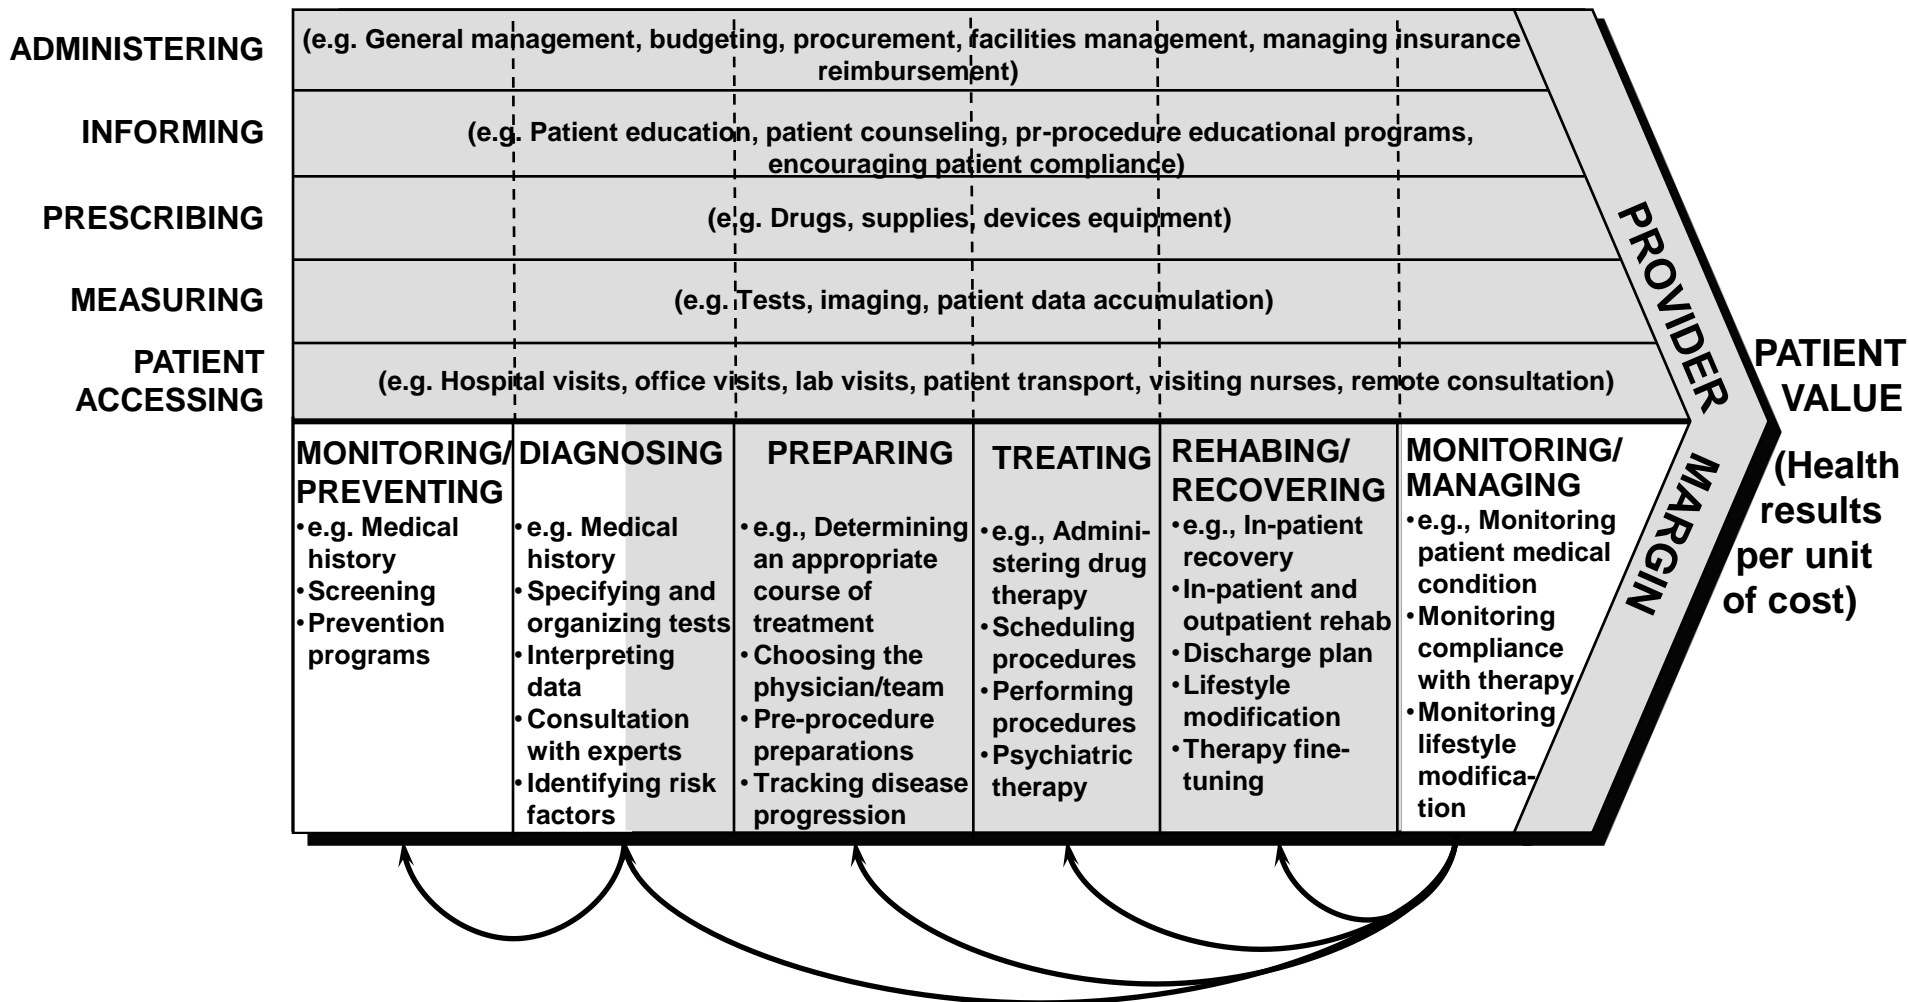 ADMINISTERING
(e.g. General management, budgeting, procurement, facilities management, managing insurance
reimbursement)
INFORMING
(e.g. Patient education, patient counseling, pr-procedure educational programs,
encouraging patient compliance)
PRESCRIBING
(e.g. Drugs, supplies, devices equipment)
MEASURING
(e.g. Tests, imaging, patient data accumulation)
PATIENT
ACCESSING
(e.g. Hospital visits, office visits, lab visits, patient transport, visiting nurses, remote consultation)
MONITORING/
PREVENTING
•e.g. Medical
history
•Screening
•Prevention
programs
DIAGNOSING
•e.g. Medical
history
•Specifying and
organizing tests
•Interpreting
data
•Consultation
with experts
•Identifying risk
factors
PREPARING
•e.g., Determining
an appropriate
course of
treatment
•Choosing the
physician/team
•Pre-procedure
preparations
•Tracking disease
progression
TREATING
•e.g., Admini-
stering drug
therapy
•Scheduling
procedures
•Performing
procedures
•Psychiatric
therapy
REHABING/
RECOVERING
•e.g., In-patient
recovery
•In-patient and
outpatient rehab
•Discharge plan
•Lifestyle
modification
•Therapy fine-
tuning
MONITORING/
MANAGING
•e.g., Monitoring
patient medical
condition
•Monitoring
compliance
with therapy
•Monitoring
lifestyle
modifica-
tion
PROVIDER
MARGIN
PATIENT
VALUE
(Health
results
per unit
of cost)